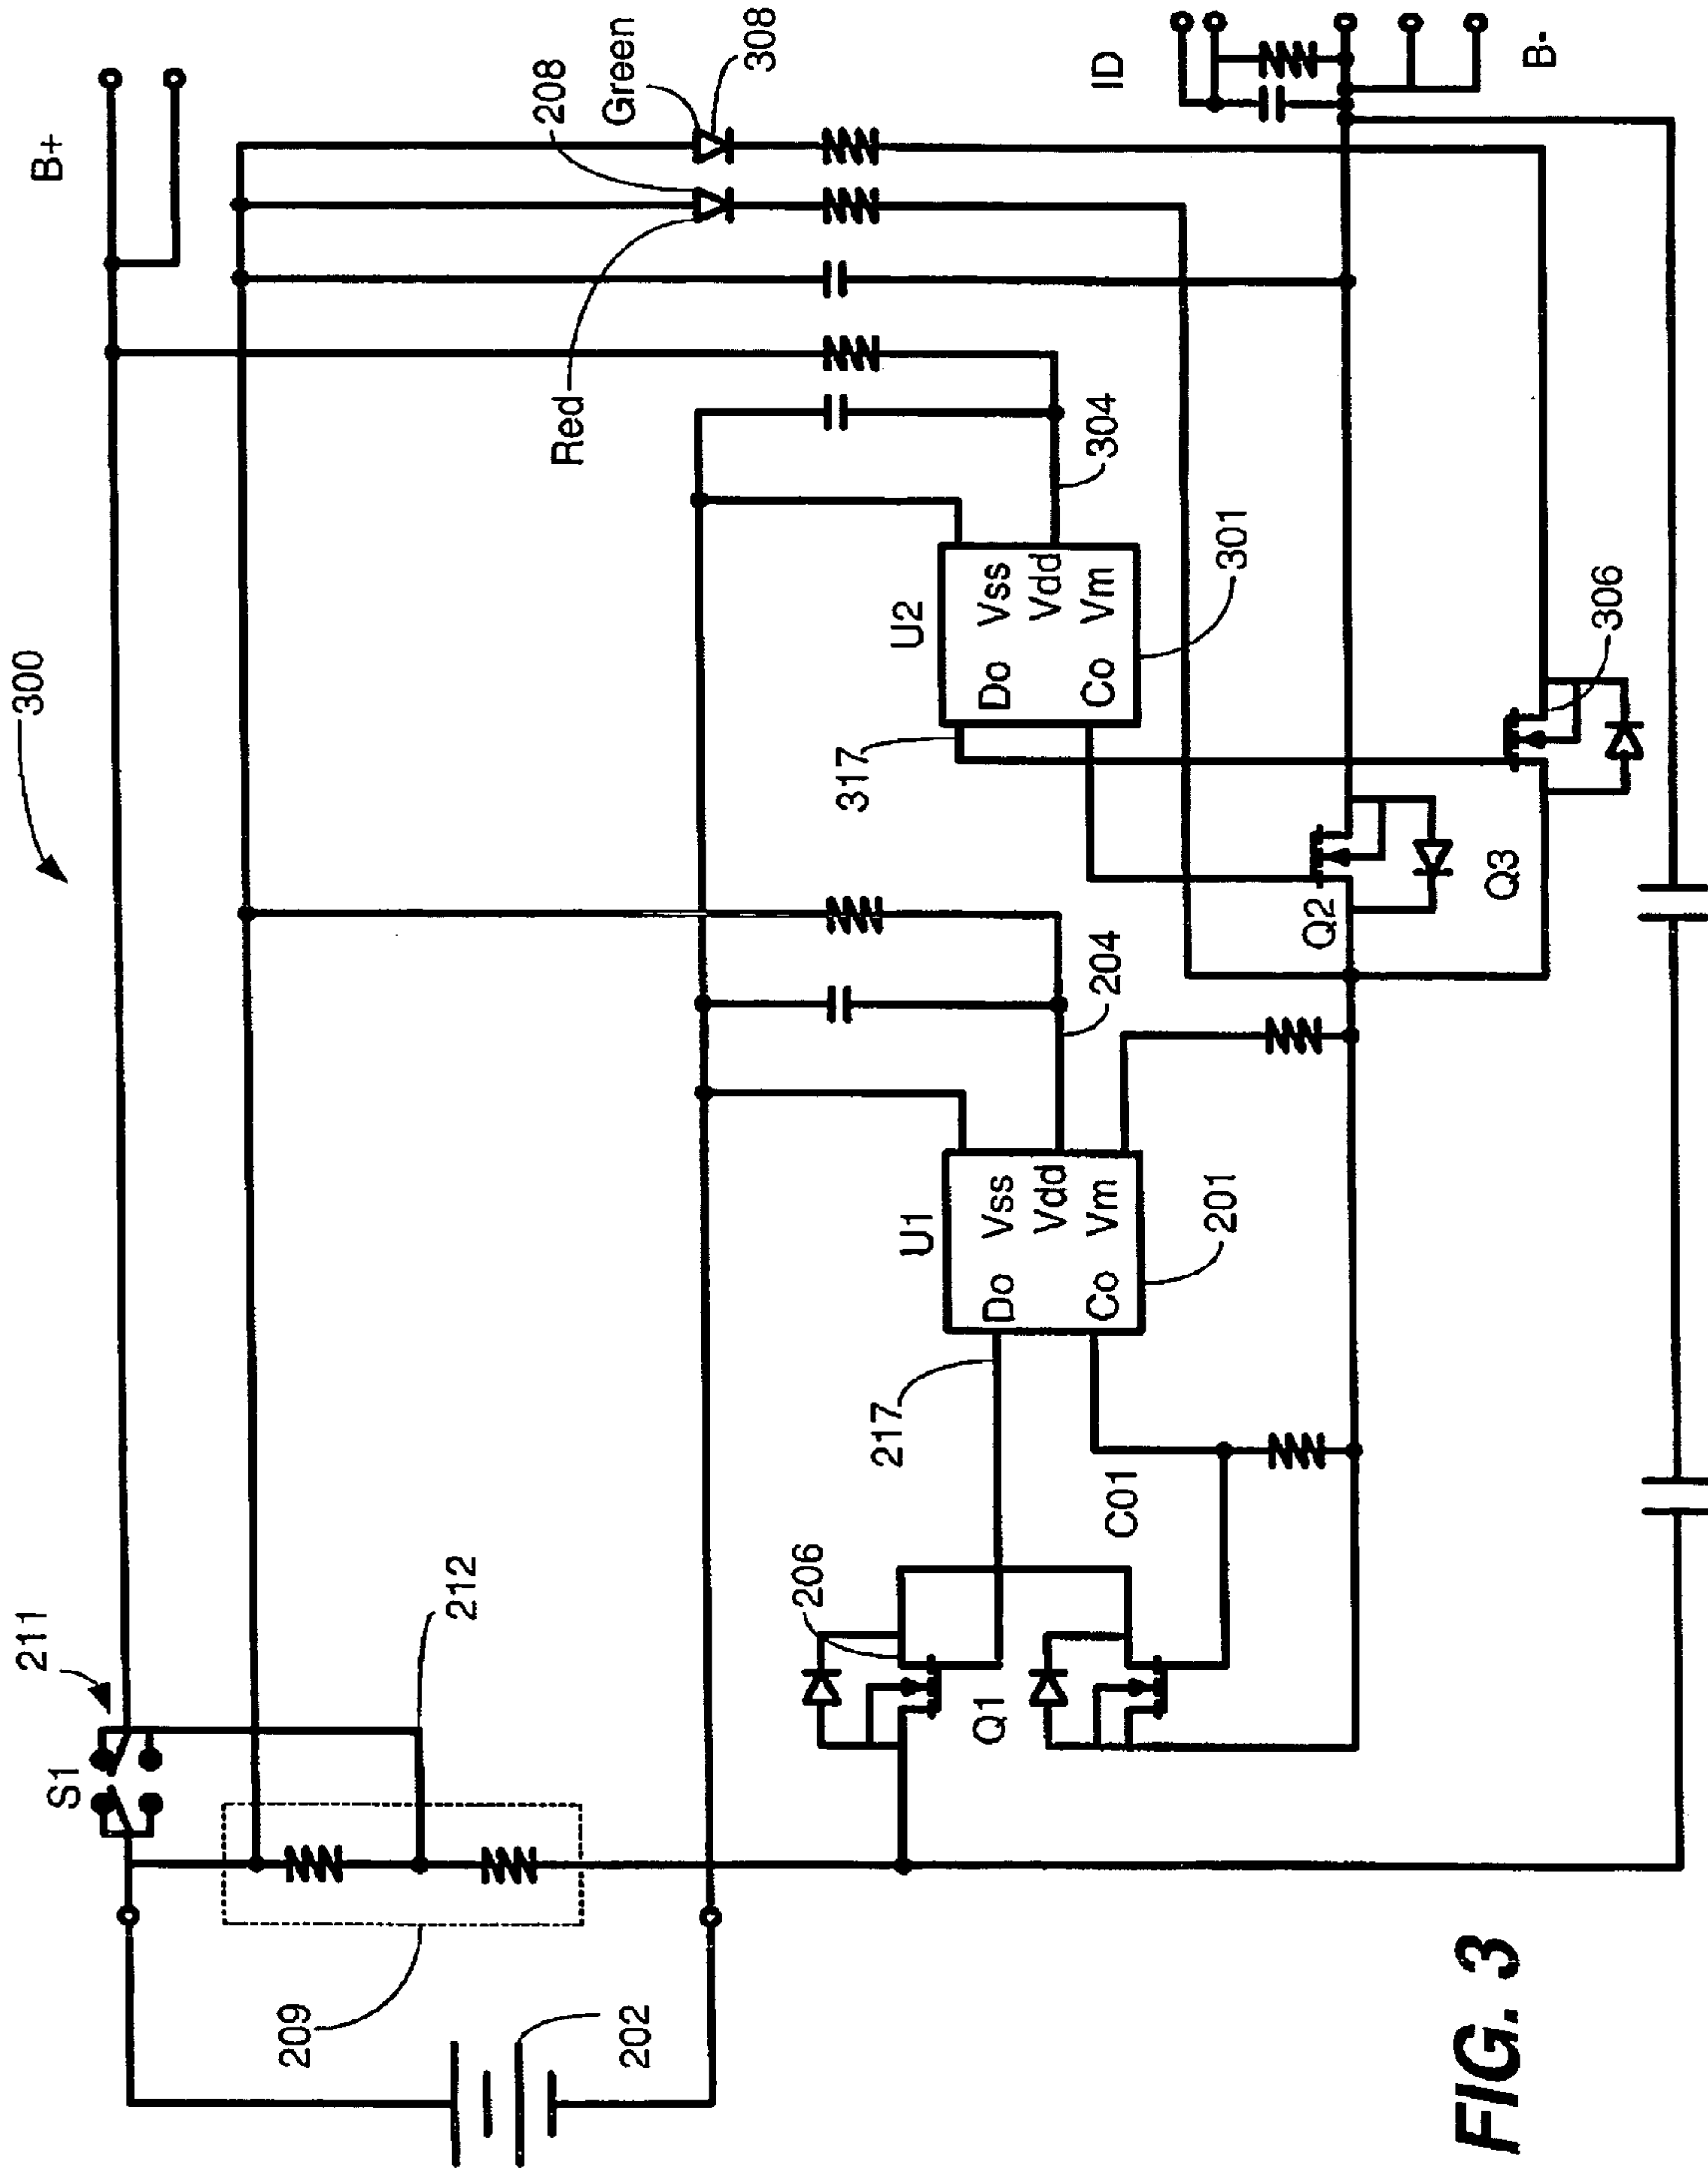 300
211
S1
212
209
202
B+
Green
208
308
Red
ID
B-
206
Q1
217
C01
U1
Do
Vss
Vdd
Co
Vm
201
204
U2
Do
Vss
Vdd
Co
Vm
317
301
304
Q2
Q3
306
FIG. 3